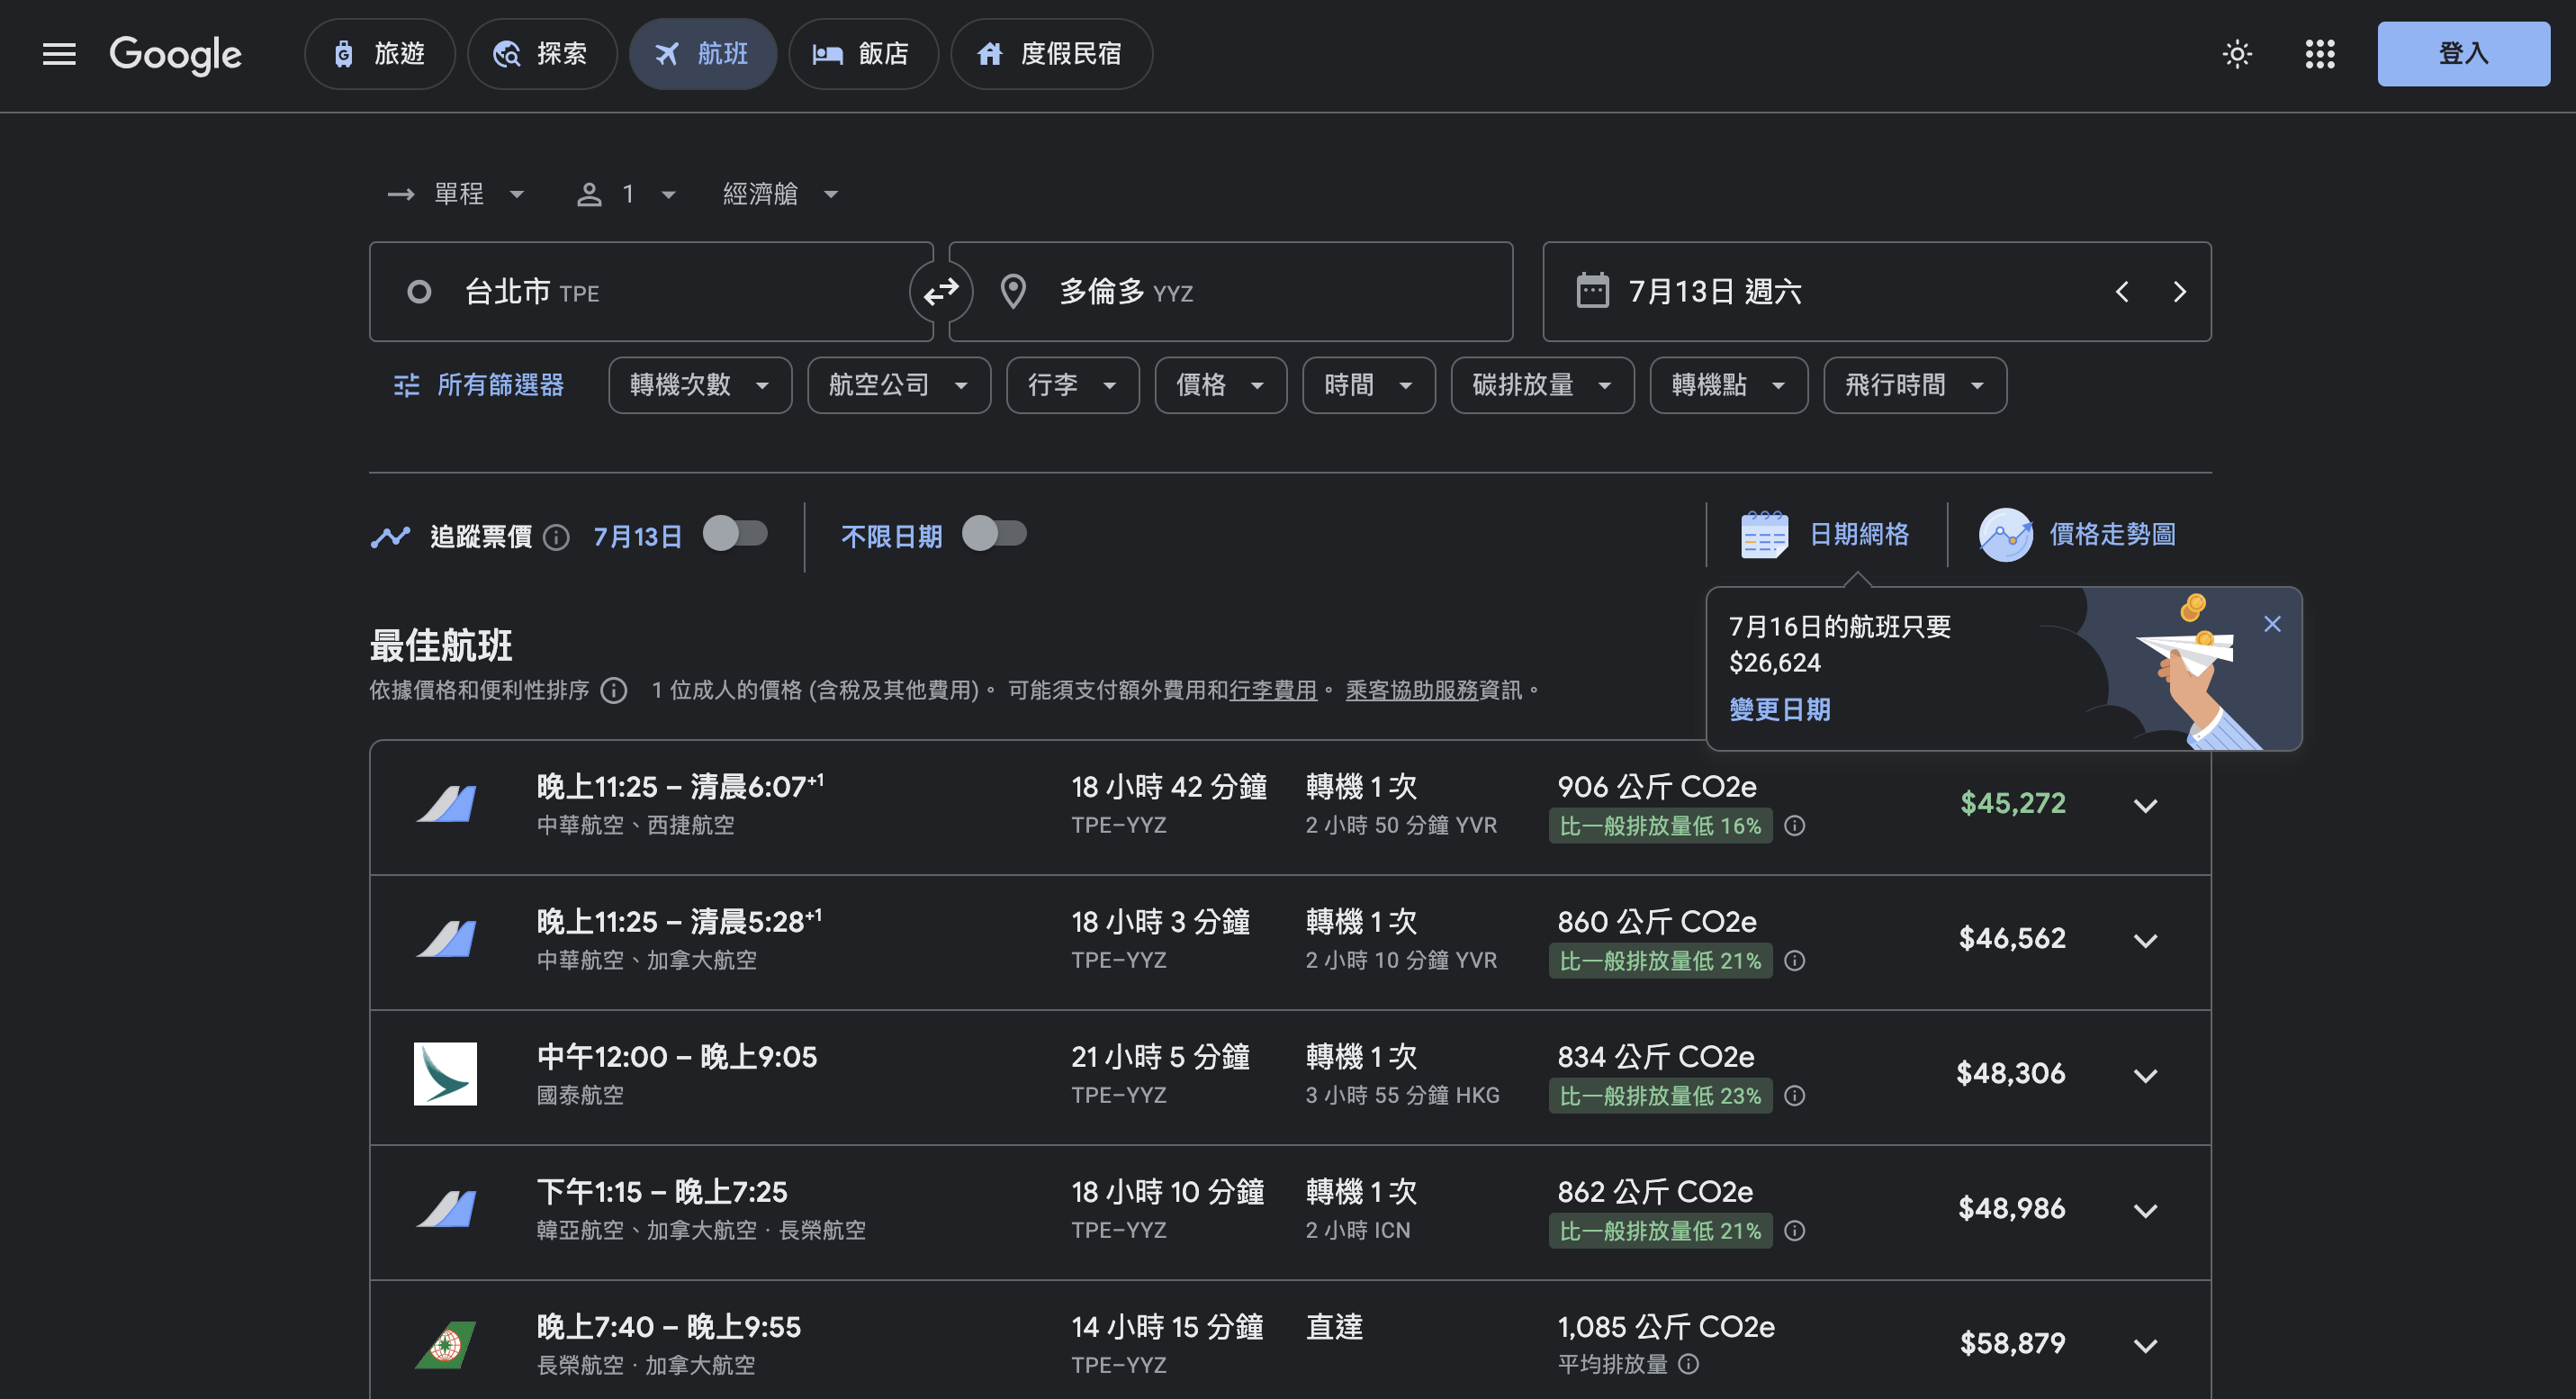 Google
旅遊
探索
航班
飯店
度假民宿
登入
單程
1
經濟艙
台北市 TPE
多倫多 YYZ
7月13日 週六
所有篩選器
轉機次數
航空公司
行李
價格
時間
碳排放量
轉機點
飛行時間
追蹤票價
7月13日
不限日期
日期網格
價格走勢圖
7月16日的航班只要
$26,624
變更日期
最佳航班
依據價格和便利性排序
1 位成人的價格 (含稅及其他費用)。 可能須支付額外費用和行李費用。 乘客協助服務資訊。
晚上11:25 – 清晨6:07+1
中華航空、西捷航空
18 小時 42 分鐘
TPE–YYZ
轉機 1 次
2 小時 50 分鐘 YVR
906 公斤 CO2e
比一般排放量低 16%
$45,272
晚上11:25 – 清晨5:28+1
中華航空、加拿大航空
18 小時 3 分鐘
TPE–YYZ
轉機 1 次
2 小時 10 分鐘 YVR
860 公斤 CO2e
比一般排放量低 21%
$46,562
中午12:00 – 晚上9:05
國泰航空
21 小時 5 分鐘
TPE–YYZ
轉機 1 次
3 小時 55 分鐘 HKG
834 公斤 CO2e
比一般排放量低 23%
$48,306
下午1:15 – 晚上7:25
韓亞航空、加拿大航空 · 長榮航空
18 小時 10 分鐘
TPE–YYZ
轉機 1 次
2 小時 ICN
862 公斤 CO2e
比一般排放量低 21%
$48,986
晚上7:40 – 晚上9:55
長榮航空 · 加拿大航空
14 小時 15 分鐘
TPE–YYZ
直達
1,085 公斤 CO2e
平均排放量
$58,879